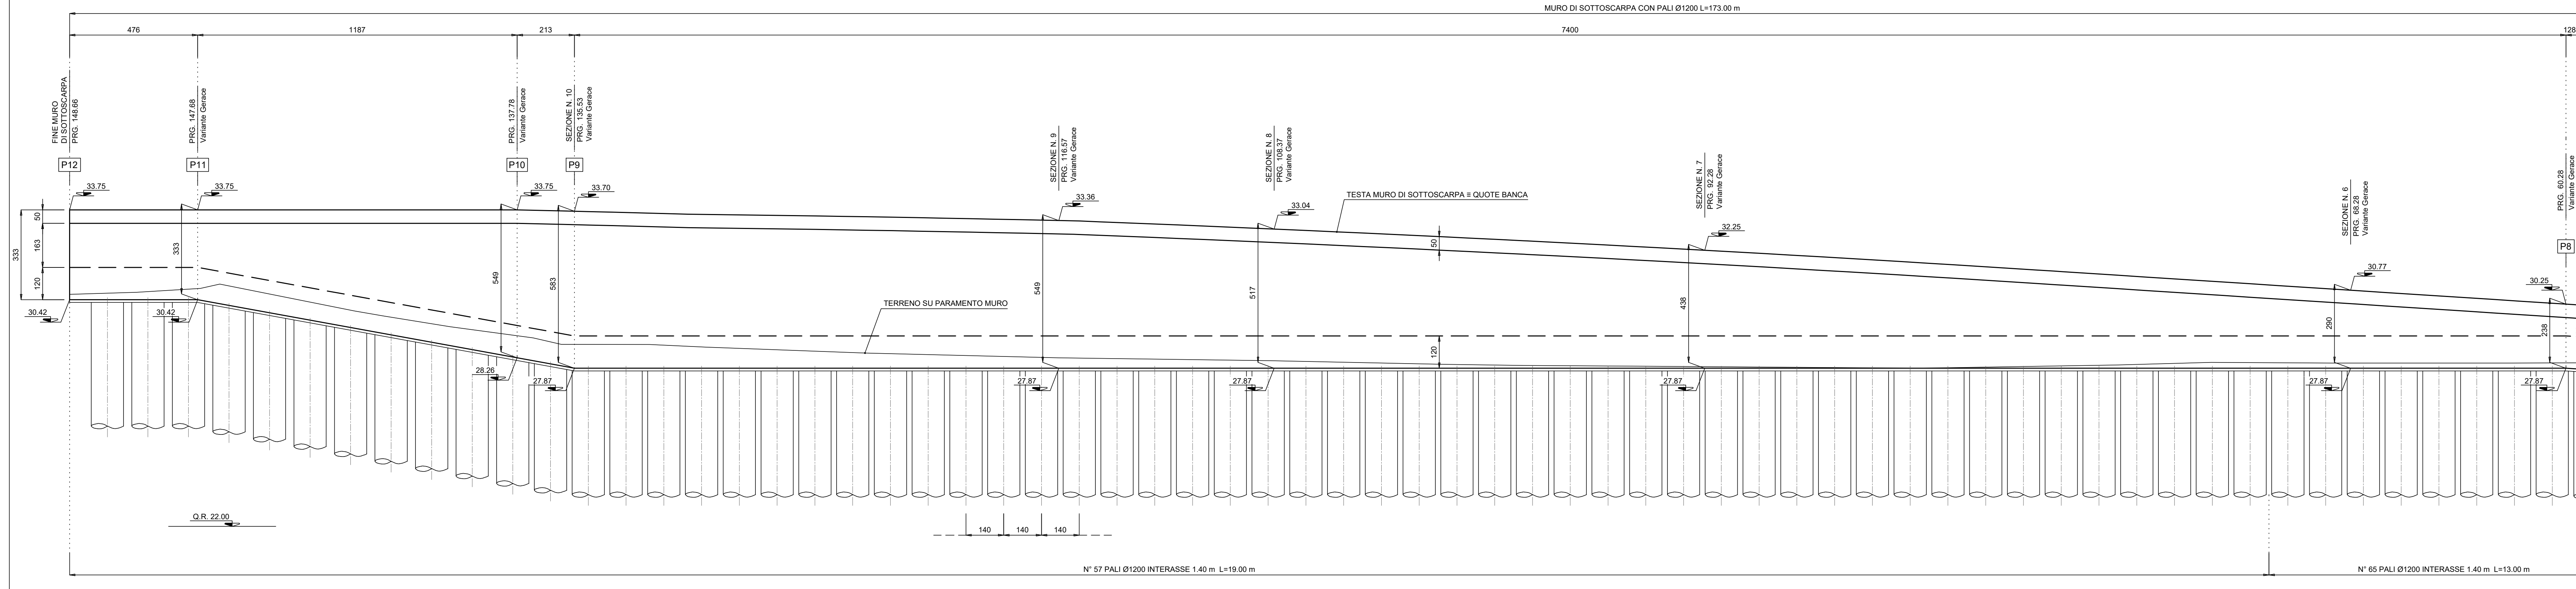 MURO DI SOTTOSCARPA CON PALI Ø1200 L=173.00 m
476
1187
213
7400
128
FINE MURO
DI SOTTOSCARPA
PRG. 148.66
PRG. 147.68
Variante Gerace
PRG. 137.78
Variante Gerace
SEZIONE N. 10
PRG. 135.53
Variante Gerace
SEZIONE N. 9
PRG. 116.57
Variante Gerace
SEZIONE N. 8
PRG. 108.37
Variante Gerace
SEZIONE N. 7
PRG. 92.28
Variante Gerace
SEZIONE N. 6
PRG. 68.28
Variante Gerace
PRG. 60.28
Variante Gerace
P12
P11
P10
P9
P8
33.75
33.75
33.75
33.70
33.36
33.04
32.25
30.77
30.25
TESTA MURO DI SOTTOSCARPA ≡ QUOTE BANCA
50
163
120
333
333
549
583
549
517
50
438
290
238
120
TERRENO SU PARAMENTO MURO
30.42
30.42
28.26
27.87
27.87
27.87
27.87
27.87
27.87
Q.R. 22.00
140
140
140
N° 57 PALI Ø1200 INTERASSE 1.40 m L=19.00 m
N° 65 PALI Ø1200 INTERASSE 1.40 m L=13.00 m